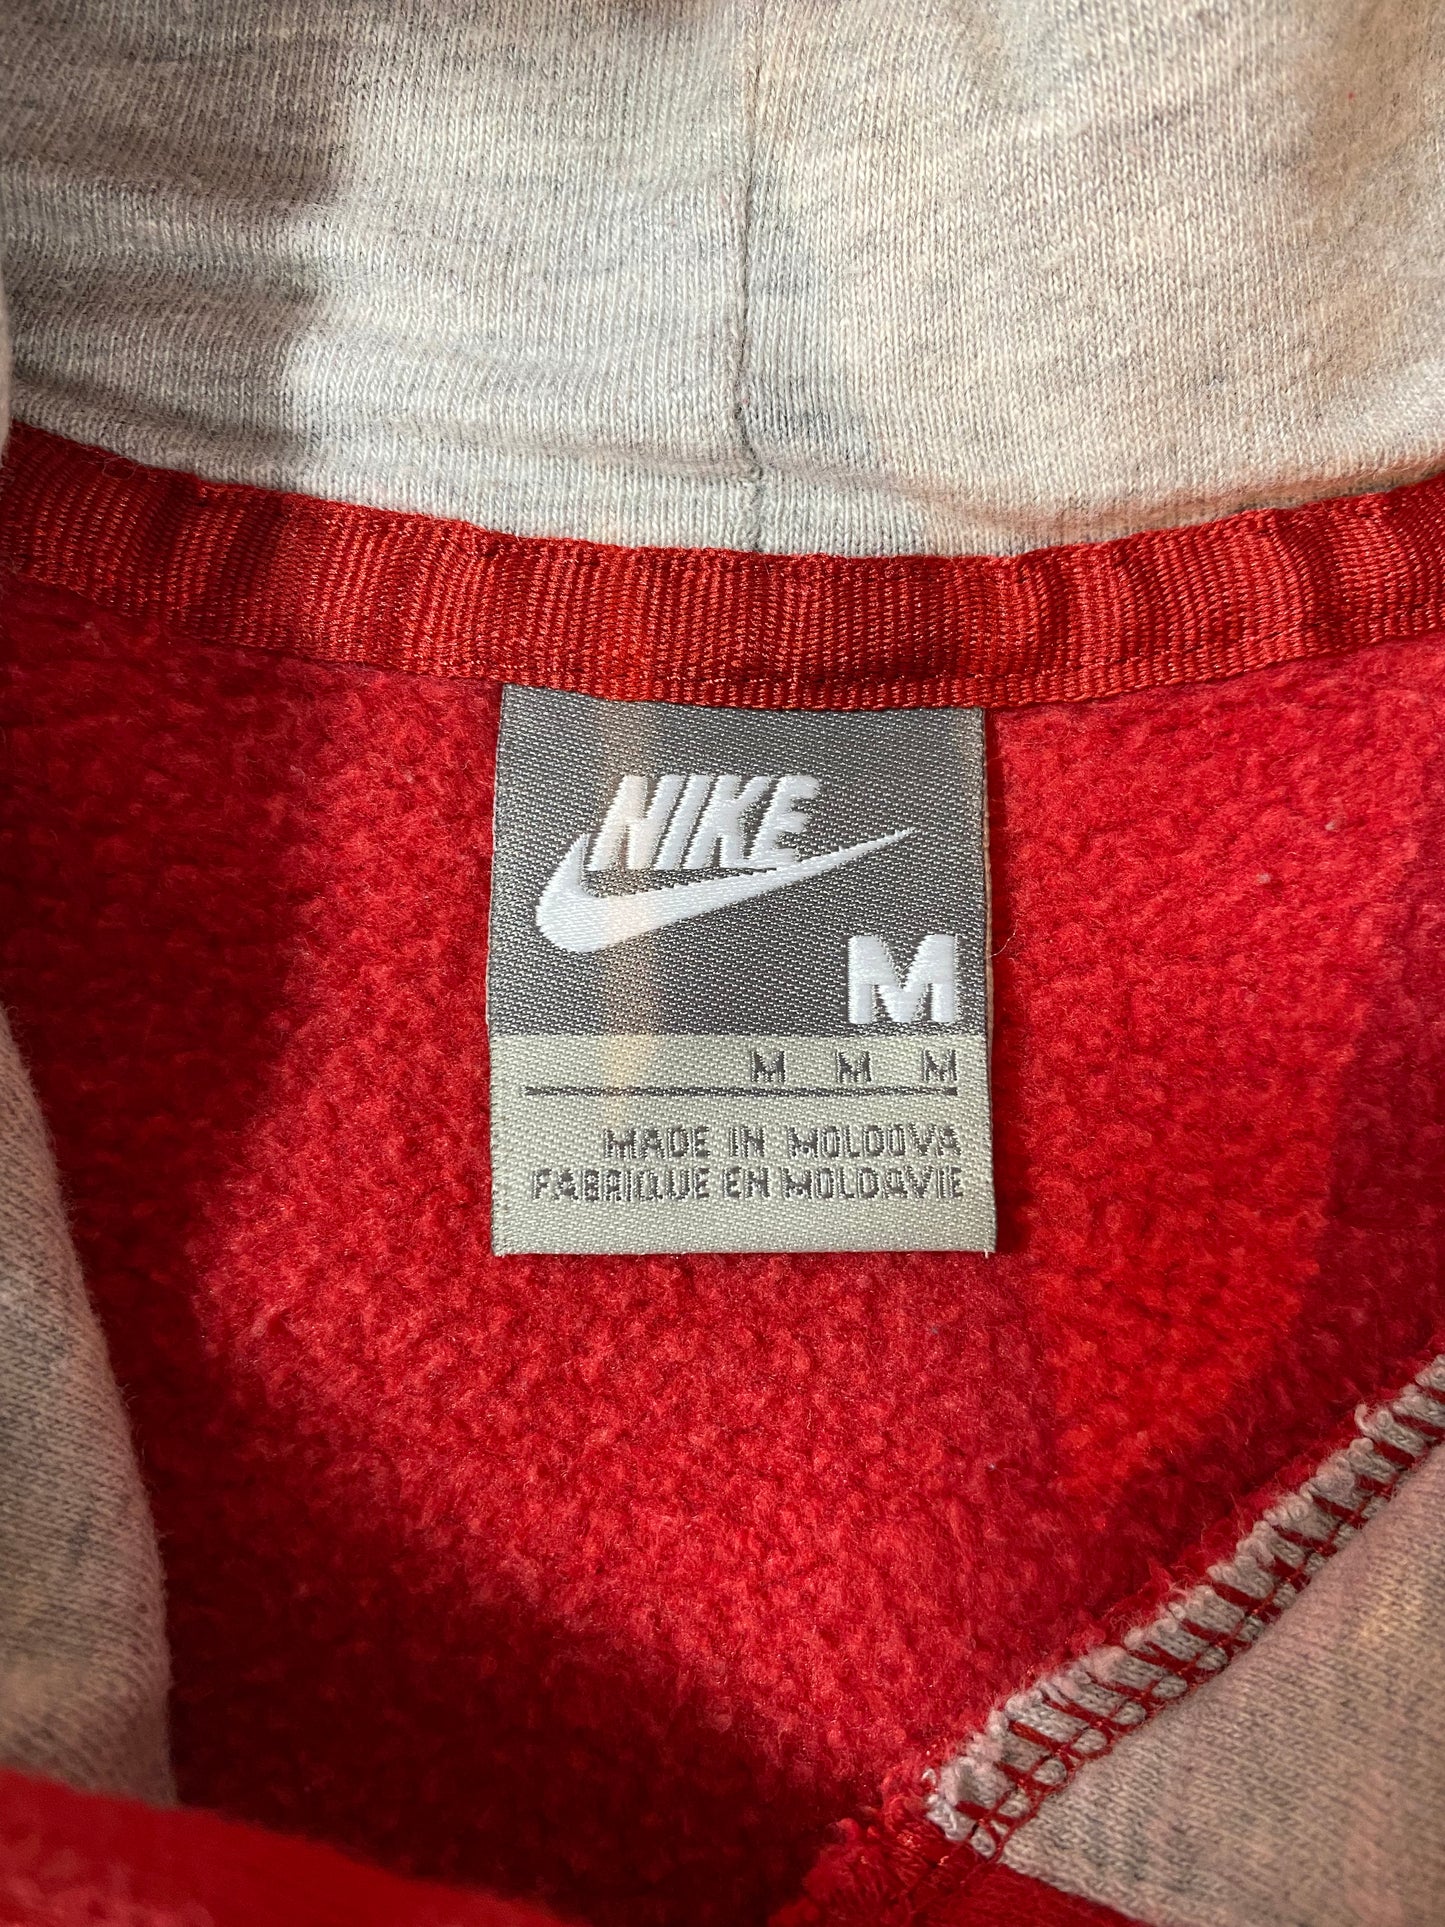 NIKE
M
M M M
MADE IN MOLDOVA
FABRIQUE EN MOLDAVIE